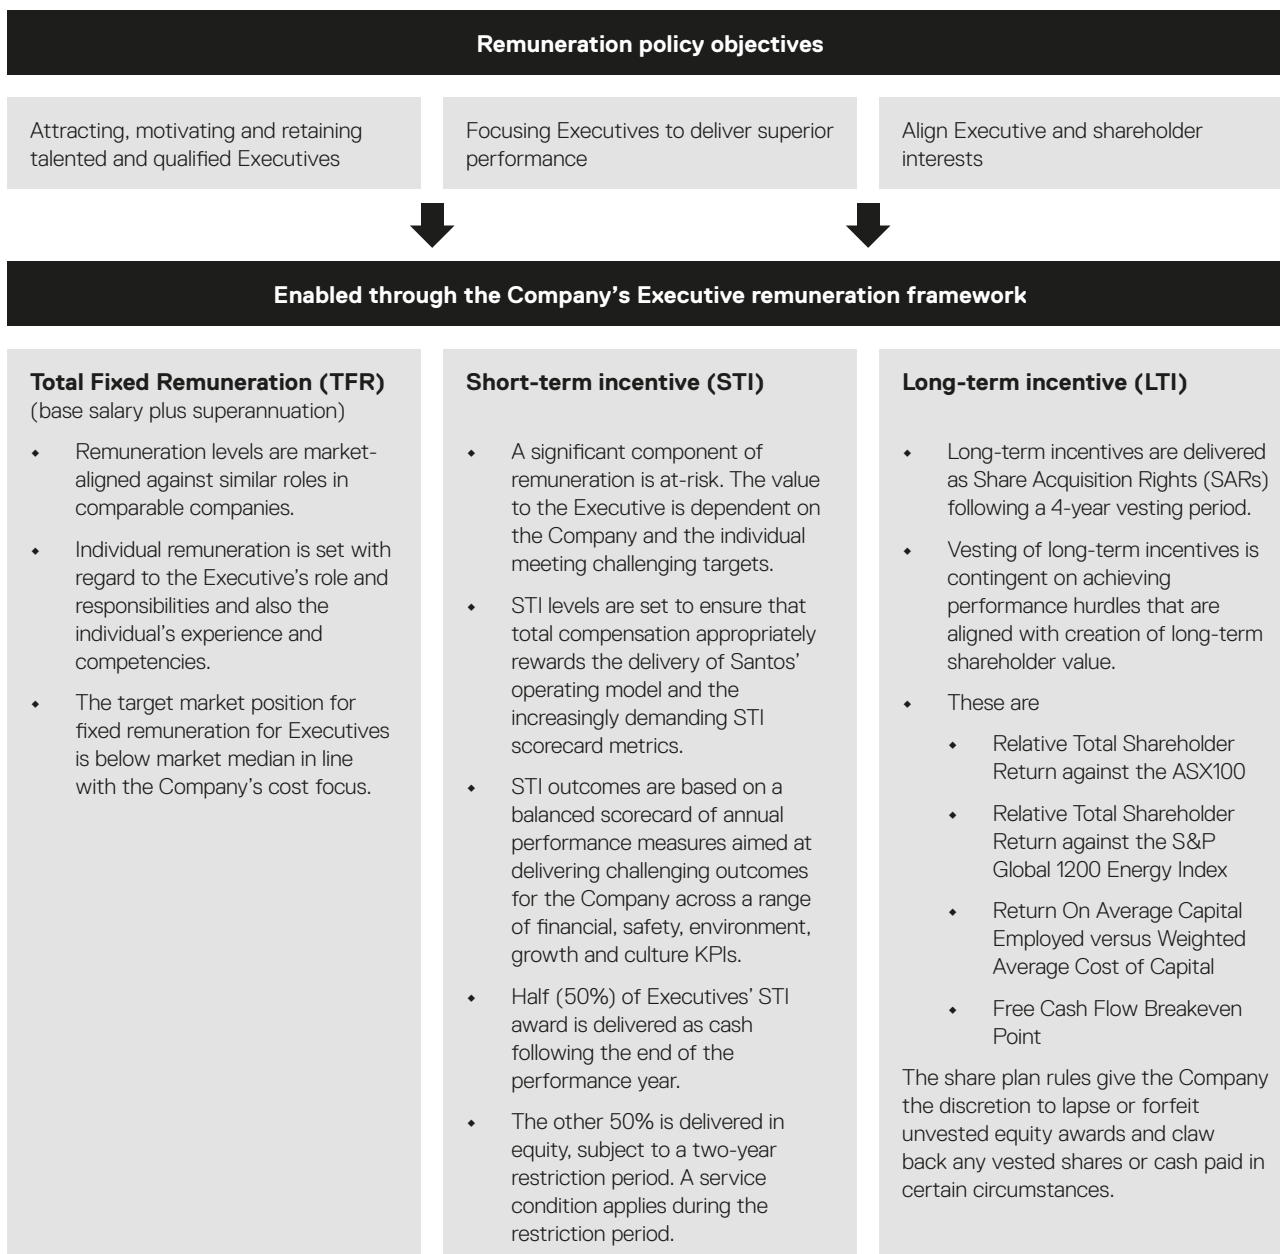 Remuneration policy objectives
Attracting, motivating and retaining
talented and qualified Executives
Focusing Executives to deliver superior
performance
Align Executive and shareholder
interests
Enabled through the Company’s Executive remuneration framework
Total Fixed Remuneration (TFR)
(base salary plus superannuation)
⬥ Remuneration levels are market-
aligned against similar roles in
comparable companies.
⬥ Individual remuneration is set with
regard to the Executive’s role and
responsibilities and also the
individual’s experience and
competencies.
⬥ The target market position for
fixed remuneration for Executives
is below market median in line
with the Company’s cost focus.
Short-term incentive (STI)
⬥ A significant component of
remuneration is at-risk. The value
to the Executive is dependent on
the Company and the individual
meeting challenging targets.
⬥ STI levels are set to ensure that
total compensation appropriately
rewards the delivery of Santos’
operating model and the
increasingly demanding STI
scorecard metrics.
⬥ STI outcomes are based on a
balanced scorecard of annual
performance measures aimed at
delivering challenging outcomes
for the Company across a range
of financial, safety, environment,
growth and culture KPIs.
⬥ Half (50%) of Executives’ STI
award is delivered as cash
following the end of the
performance year.
⬥ The other 50% is delivered in
equity, subject to a two-year
restriction period. A service
condition applies during the
restriction period.
Long-term incentive (LTI)
⬥ Long-term incentives are delivered
as Share Acquisition Rights (SARs)
following a 4-year vesting period.
⬥ Vesting of long-term incentives is
contingent on achieving
performance hurdles that are
aligned with creation of long-term
shareholder value.
⬥ These are
⬥ Relative Total Shareholder
Return against the ASX100
⬥ Relative Total Shareholder
Return against the S&P
Global 1200 Energy Index
⬥ Return On Average Capital
Employed versus Weighted
Average Cost of Capital
⬥ Free Cash Flow Breakeven
Point
The share plan rules give the Company
the discretion to lapse or forfeit
unvested equity awards and claw
back any vested shares or cash paid in
certain circumstances.